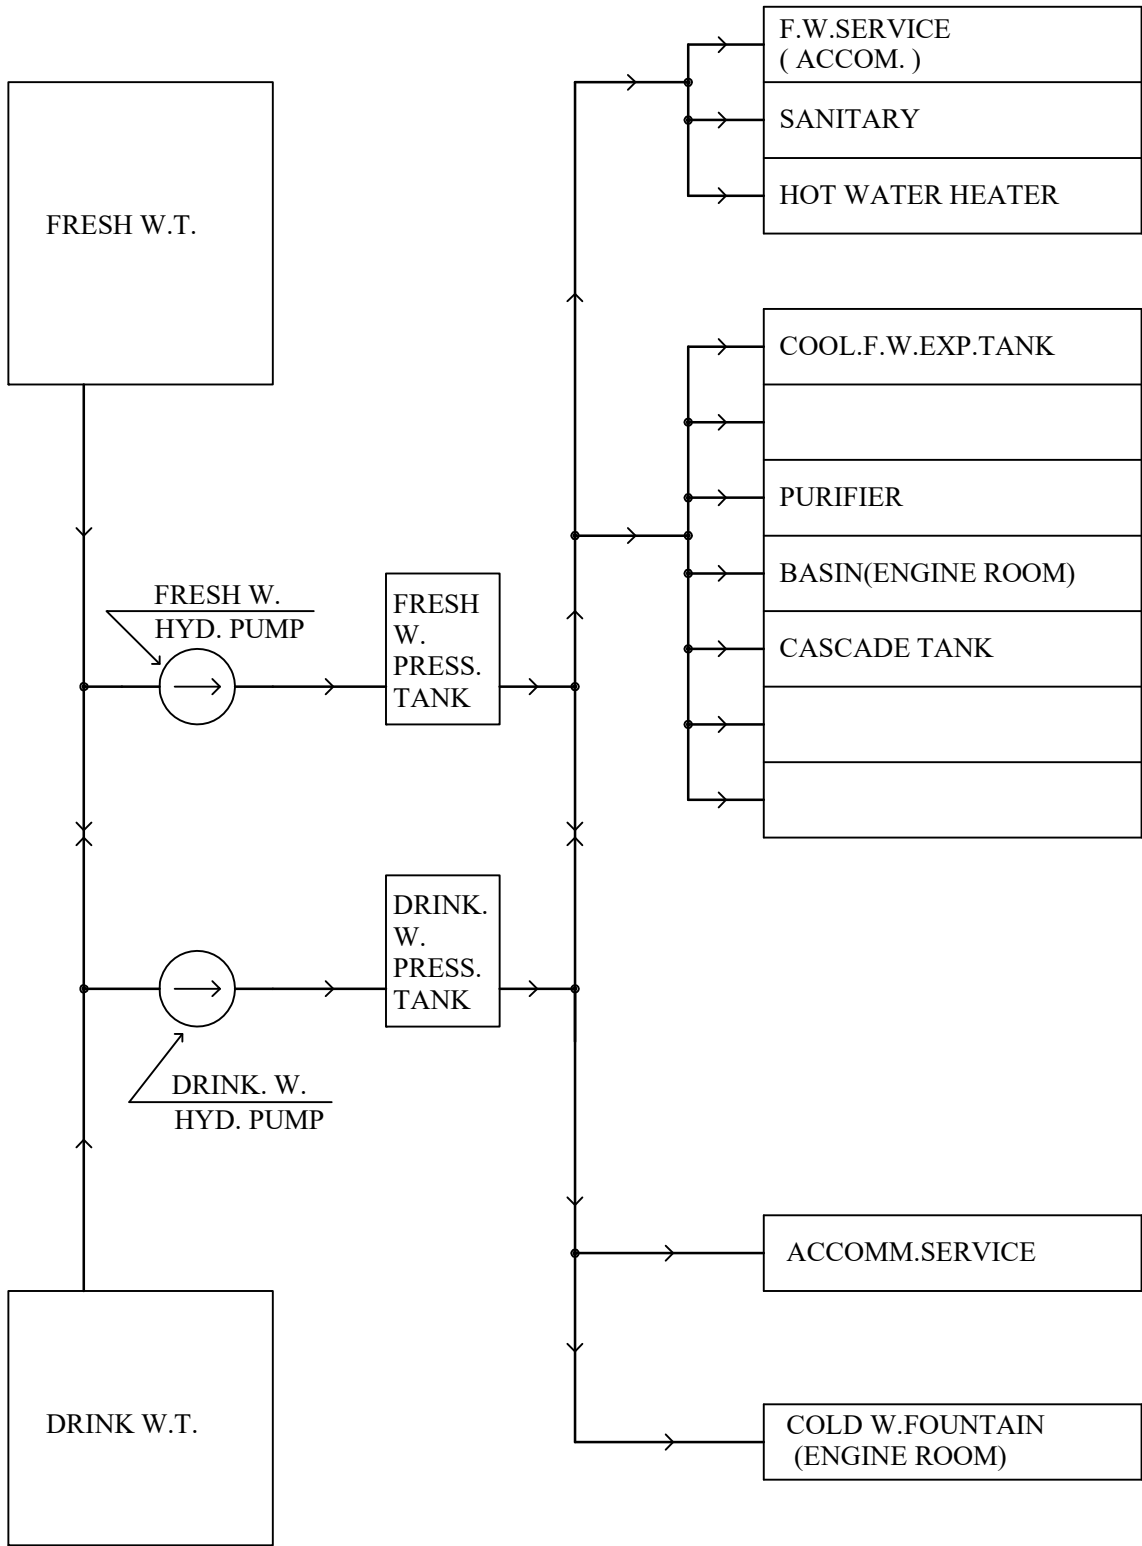 F.W.SERVICE
( ACCOM. )
SANITARY
HOT WATER HEATER
FRESH W.T.
COOL.F.W.EXP.TANK
PURIFIER
BASIN(ENGINE ROOM)
CASCADE TANK
FRESH W.
HYD. PUMP
FRESH
W.
PRESS.
TANK
DRINK.
W.
PRESS.
TANK
DRINK. W.
HYD. PUMP
ACCOMM.SERVICE
DRINK W.T.
COLD W.FOUNTAIN
(ENGINE ROOM)